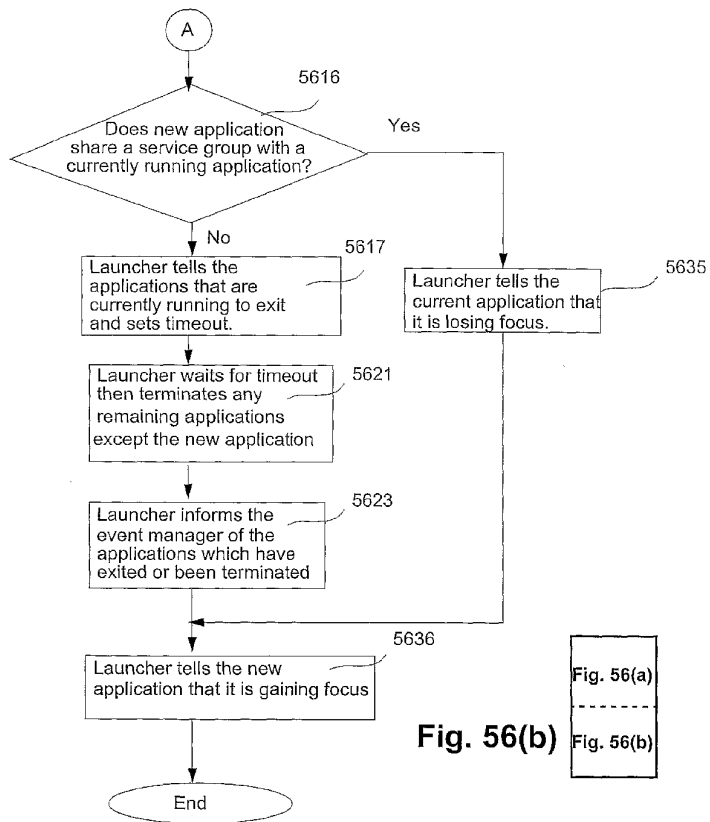 A
5616
Does new application
share a service group with a
currently running application?
Yes
No
5617
Launcher tells the
applications that are
currently running to exit
and sets timeout.
5635
Launcher tells the
current application that
it is losing focus.
5621
Launcher waits for timeout
then terminates any
remaining applications
except the new application
5623
Launcher informs the
event manager of the
applications which have
exited or been terminated
5636
Launcher tells the new
application that it is gaining focus
Fig. 56(a)
Fig. 56(b)
Fig. 56(b)
End